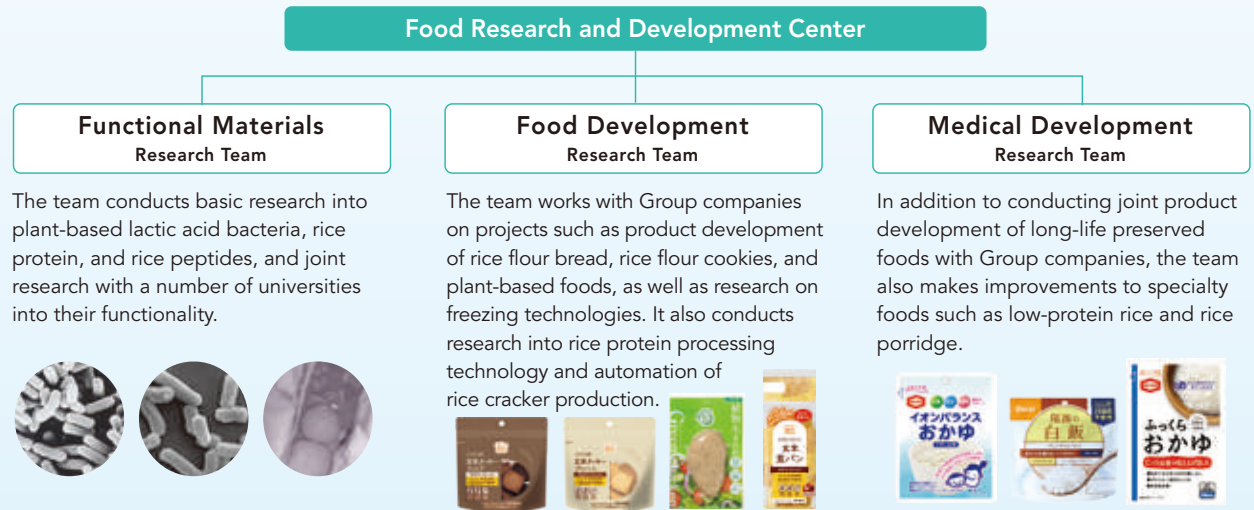 Food Research and Development Center
Functional Materials
Research Team
The team conducts basic research into
plant-based lactic acid bacteria, rice
protein, and rice peptides, and joint
research with a number of universities
into their functionality.
Food Development
Research Team
The team works with Group companies
on projects such as product development
of rice flour bread, rice flour cookies, and
plant-based foods, as well as research on
freezing technologies. It also conducts
research into rice protein processing
technology and automation of
rice cracker production.
Medical Development
Research Team
In addition to conducting joint product
development of long-life preserved
foods with Group companies, the team
also makes improvements to specialty
foods such as low-protein rice and rice
porridge.
イオンバランス
おかゆ
白飯
ふっくら
おかゆ